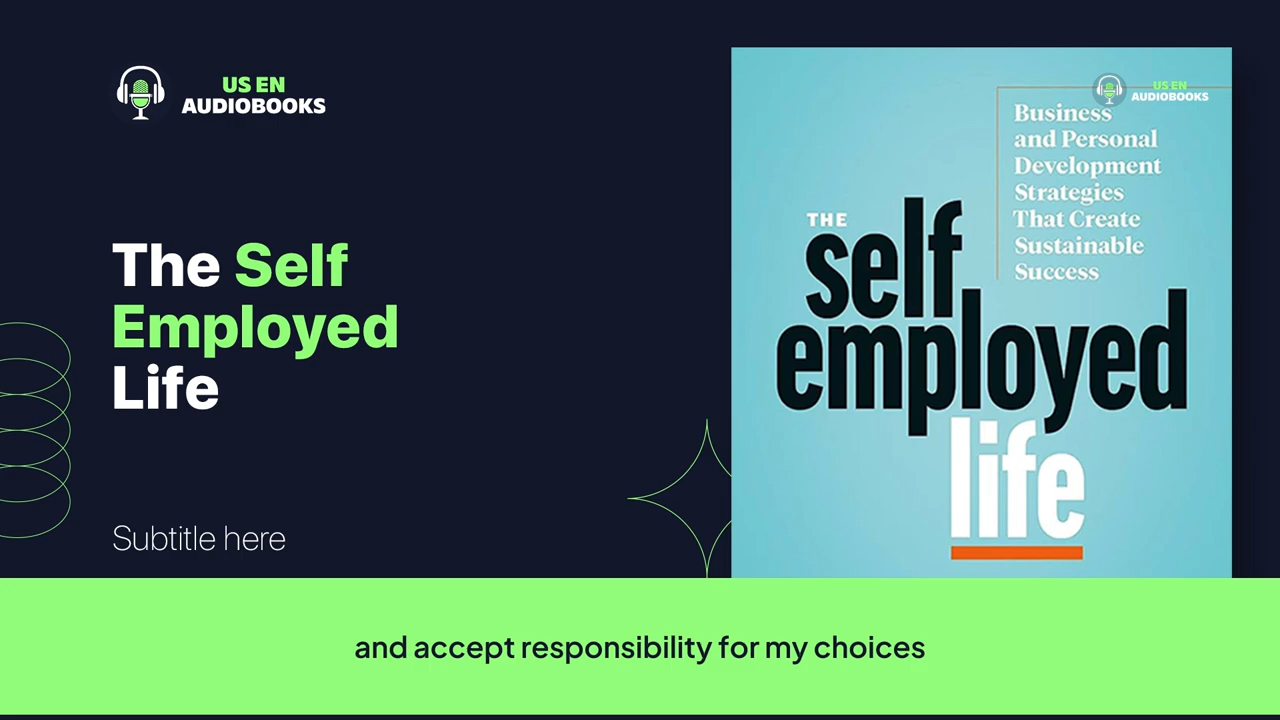 US EN
AUDIOBOOKS
The Self
Employed
Life
Subtitle here
US EN
AUDIOBOOKS
Business
and Personal
Development
Strategies
That Create
Sustainable
Success
THE
self
employed
life
and accept responsibility for my choices